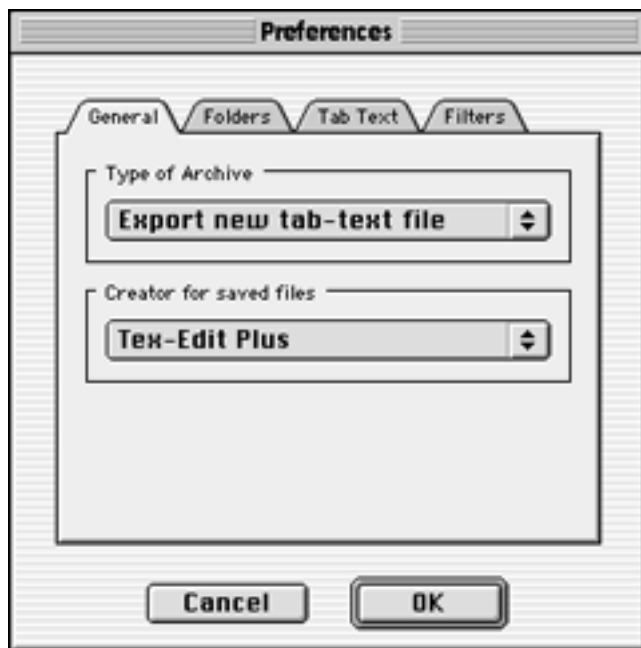 Preferences
General Folders Tab Text Filters
Type of Archive
Export new tab-text file
Creator for saved files
Tex-Edit Plus
Cancel OK